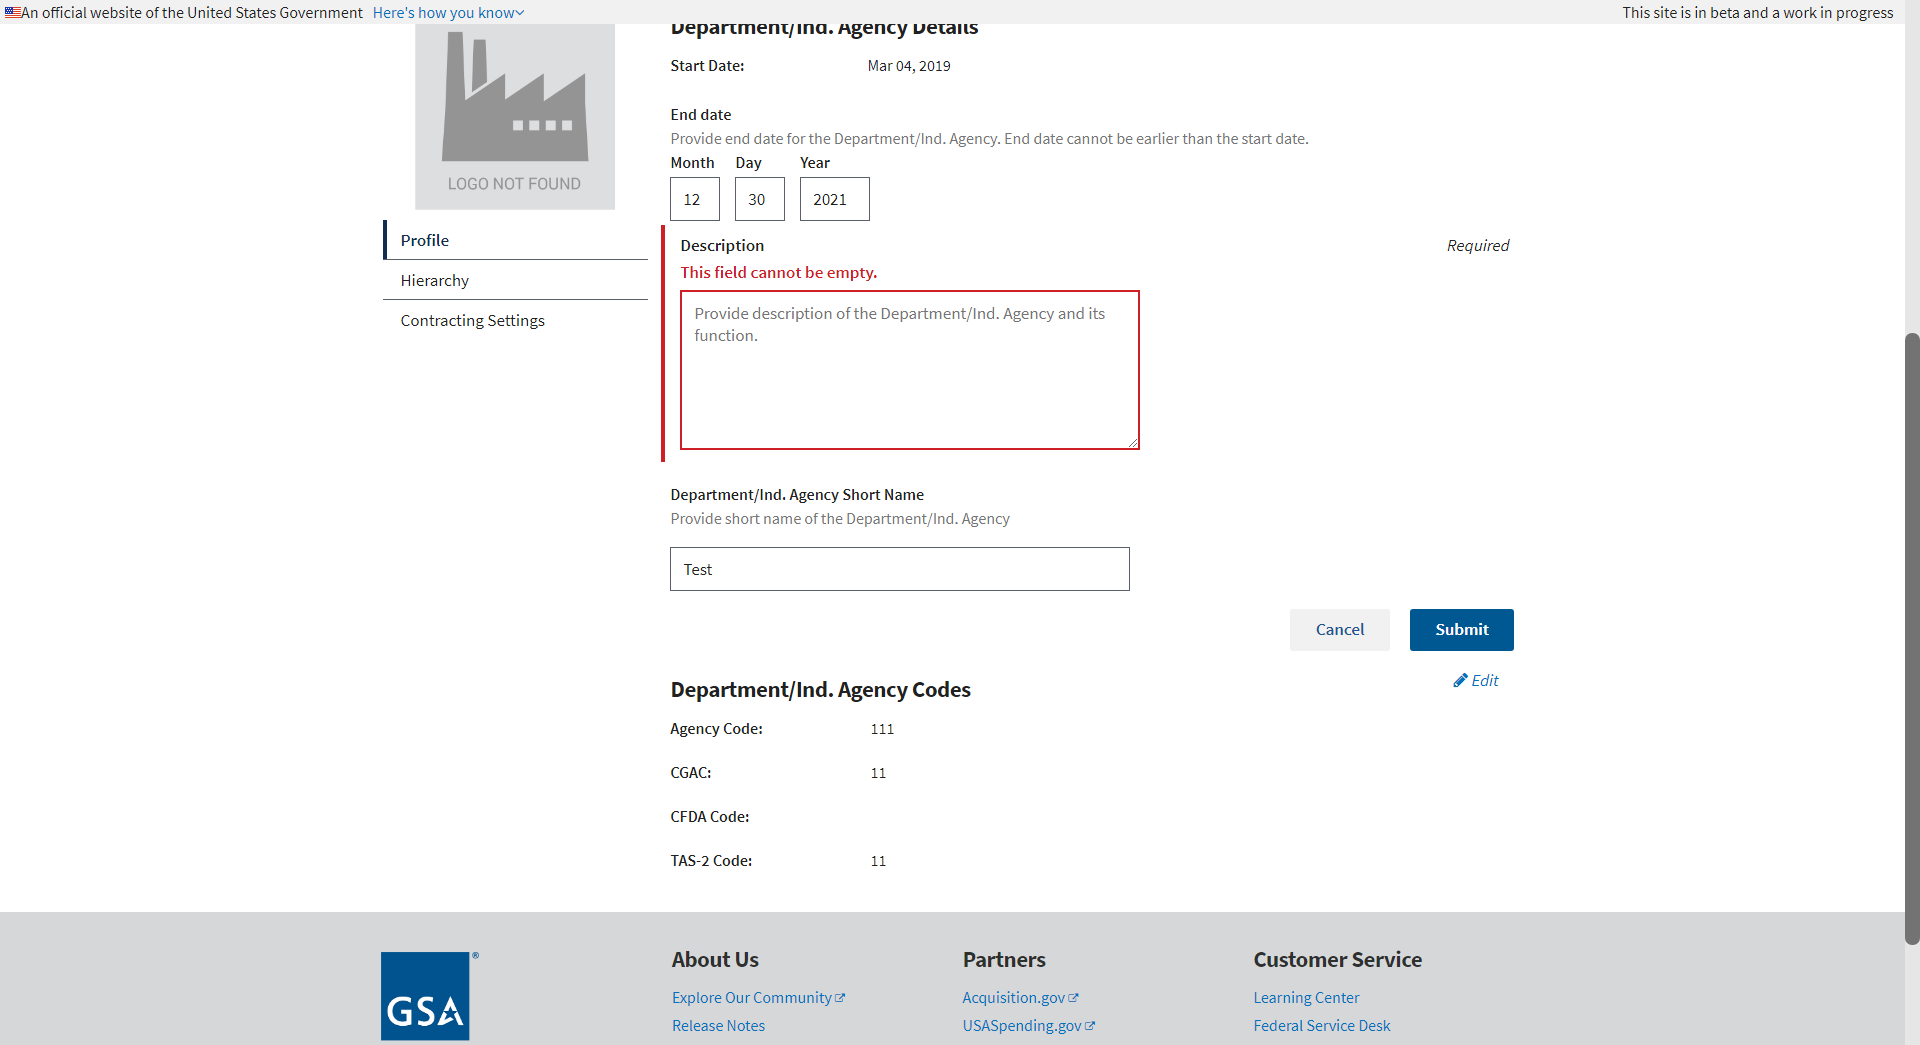 An official website of the United States Government Here's how you know
This site is in beta and a work in progress
Department/Ind. Agency Details
LOGO NOT FOUND
Profile
Hierarchy
Contracting Settings
Start Date: Mar 04, 2019
End date
Provide end date for the Department/Ind. Agency. End date cannot be earlier than the start date.
Month Day Year
12 30 2021
Description Required
This field cannot be empty.
Provide description of the Department/Ind. Agency and its
function.
Department/Ind. Agency Short Name
Provide short name of the Department/Ind. Agency
Test
Cancel Submit
Edit
Department/Ind. Agency Codes
Agency Code: 111
CGAC: 11
CFDA Code:
TAS-2 Code: 11
GSA®
About Us
Explore Our Community
Release Notes
Partners
Acquisition.gov
USASpending.gov
Customer Service
Learning Center
Federal Service Desk